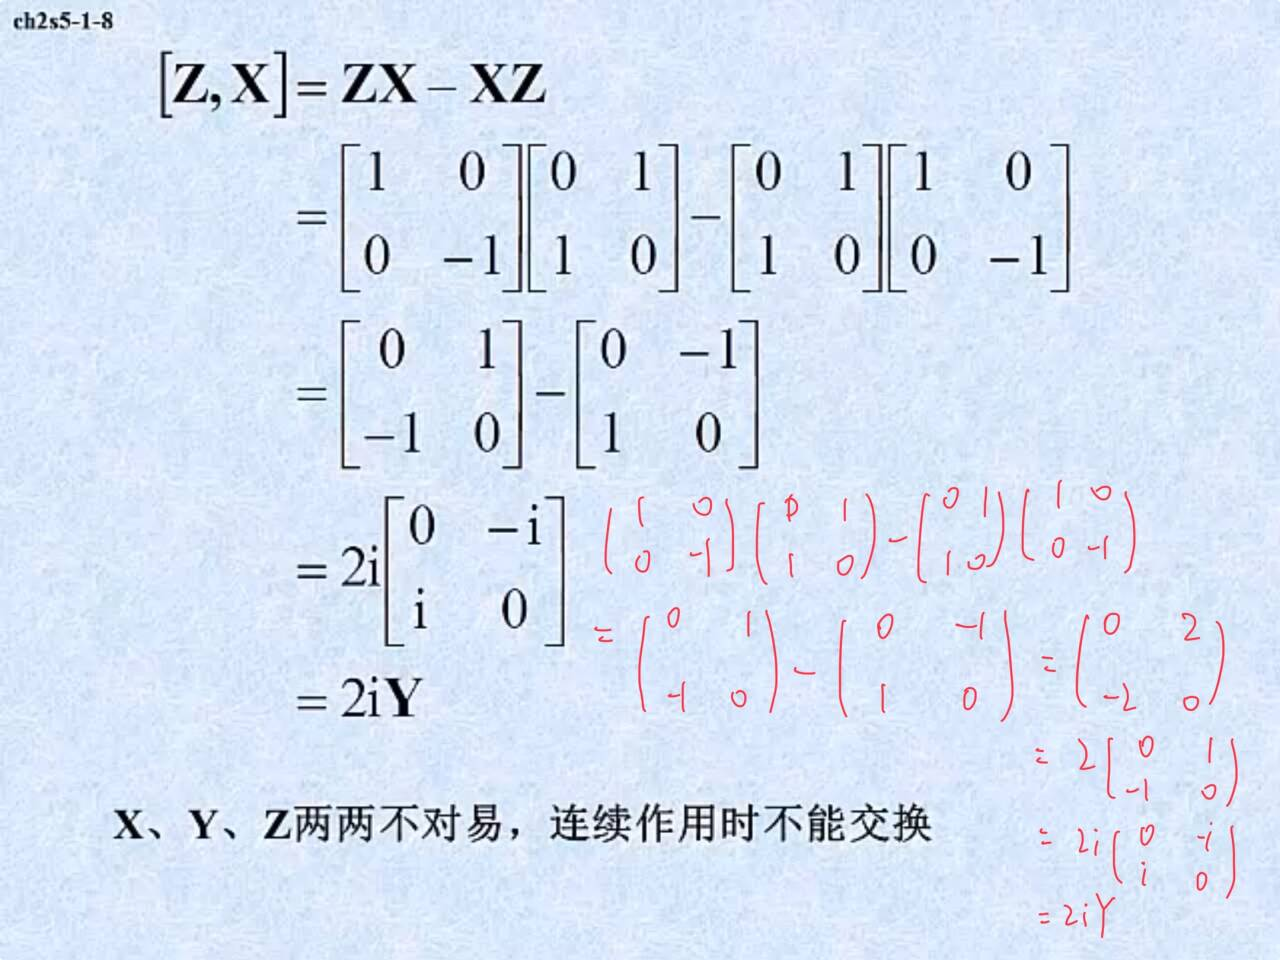 ch2s5-1-8
[Z, X] = ZX − XZ
= [1 0; 0 −1][0 1; 1 0] − [0 1; 1 0][1 0; 0 −1]
= [0 1; −1 0] − [0 −1; 1 0]
= 2i[0 −i; i 0]
= 2iY
(1 0; 0 -1)(0 1; 1 0) - (0 1; 1 0)(1 0; 0 -1)
= (0 1; -1 0) - (0 -1; 1 0) = (0 2; -2 0)
= 2(0 1; -1 0)
= 2i(0 -i; i 0)
= 2iY
X、Y、Z两两不对易，连续作用时不能交换